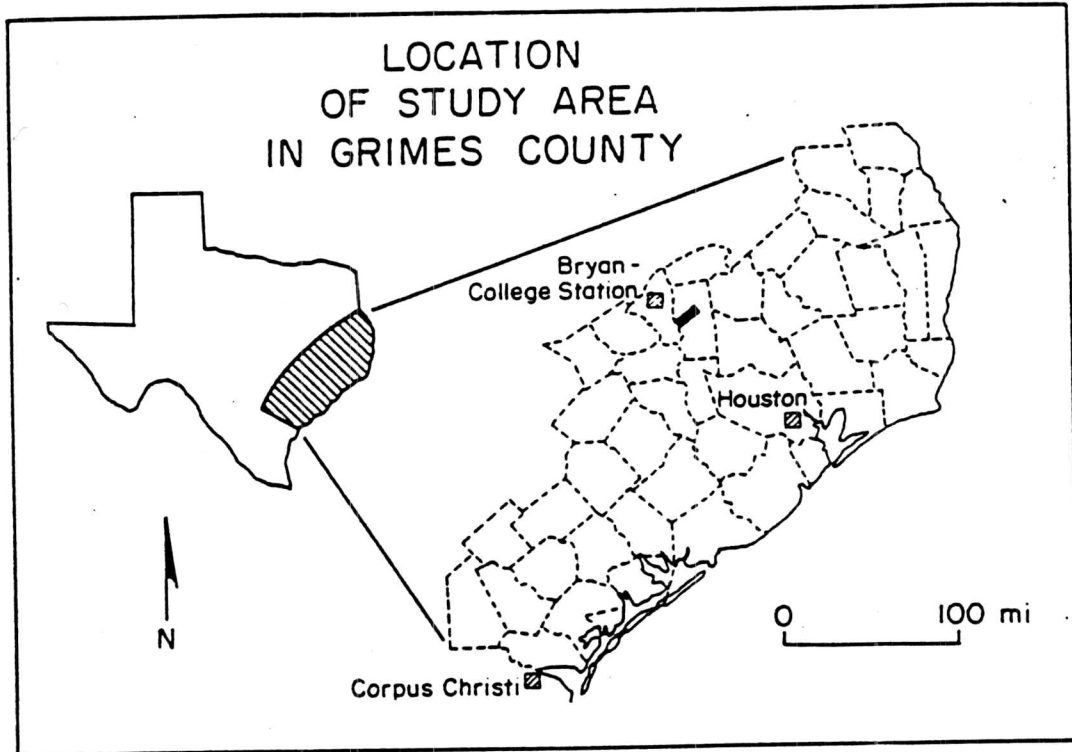 LOCATION
OF STUDY AREA
IN GRIMES COUNTY
Bryan -
College Station
Houston
N
0 100 mi
Corpus Christi